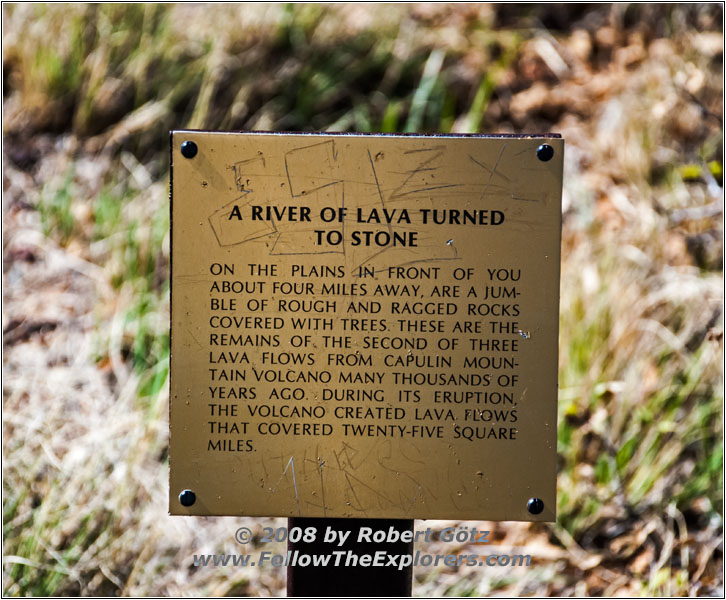 A RIVER OF LAVA TURNED
TO STONE
ON THE PLAINS IN FRONT OF YOU
ABOUT FOUR MILES AWAY, ARE A JUM-
BLE OF ROUGH AND RAGGED ROCKS
COVERED WITH TREES. THESE ARE THE
REMAINS OF THE SECOND OF THREE
LAVA FLOWS FROM CAPULIN MOUN-
TAIN VOLCANO MANY THOUSANDS OF
YEARS AGO. DURING ITS ERUPTION,
THE VOLCANO CREATED LAVA FLOWS
THAT COVERED TWENTY-FIVE SQUARE
MILES.
© 2008 by Robert Götz
www.FollowTheExplorers.com